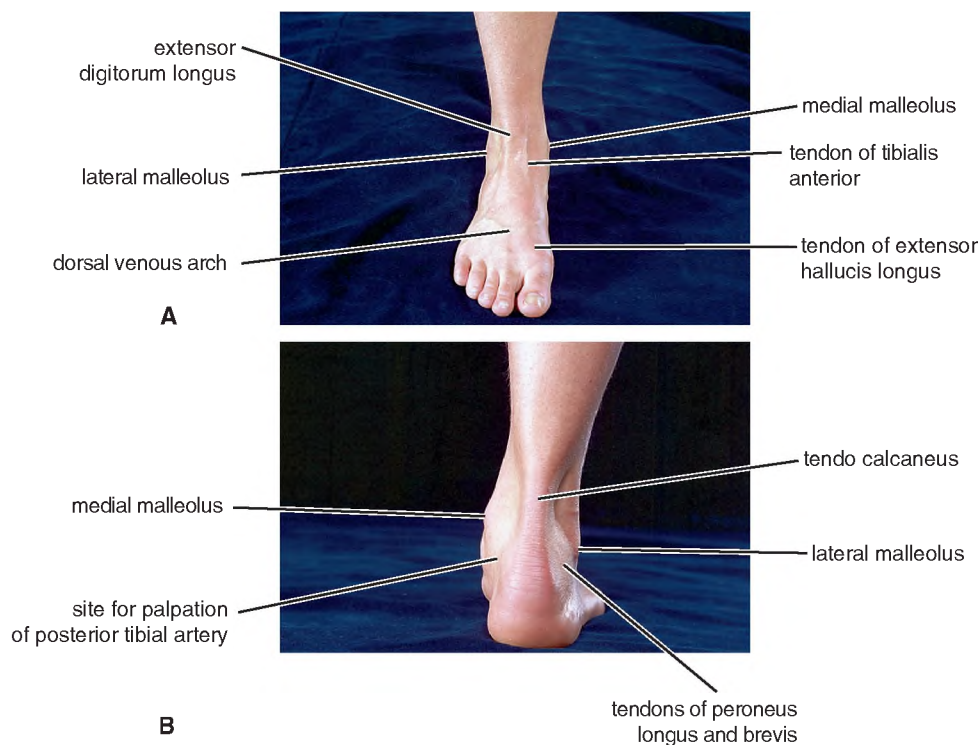 extensor
digitorum longus
lateral malleolus
dorsal venous arch
medial malleolus
tendon of tibialis
anterior
tendon of extensor
hallucis longus
A
medial malleolus
site for palpation
of posterior tibial artery
tendo calcaneus
lateral malleolus
tendons of peroneus
longus and brevis
B